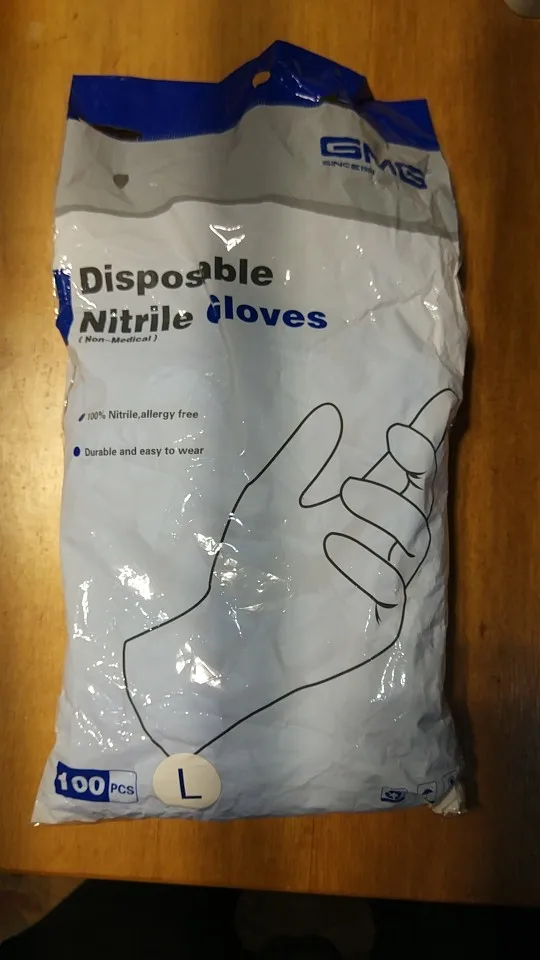 GMG
Disposable
Nitrile Gloves
( Non-Medical )
100% Nitrile,allergy free
Durable and easy to wear
100 PCS
L